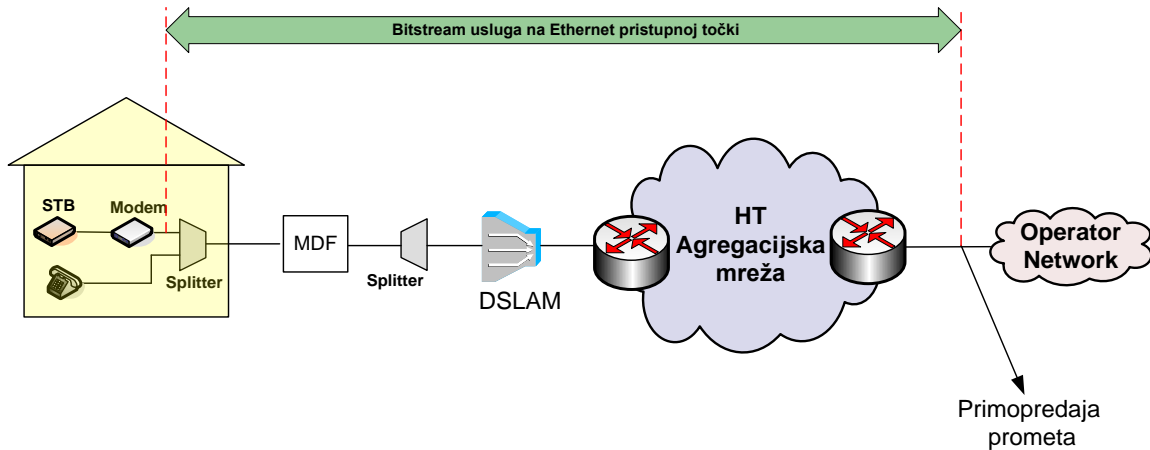 Bitstream usluga na Ethernet pristupnoj točki
STB
Modem
Splitter
MDF
Splitter
DSLAM
HT
Agregacijska
mreža
Operator
Network
Primopredaja
prometa